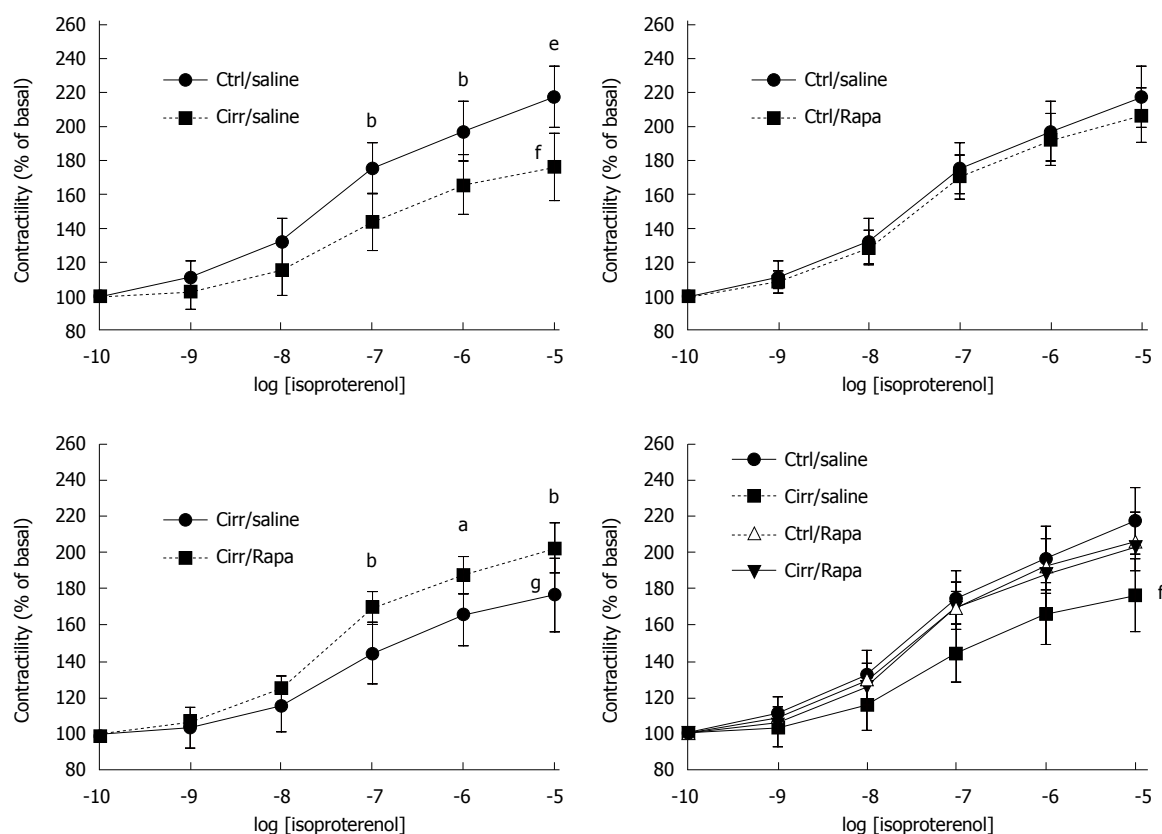 260
240
220
200
180
160
140
120
100
80
Contractility (% of basal)
Ctrl/saline
Cirr/saline
b
b
e
f
-10 -9 -8 -7 -6 -5
log [isoproterenol]
260
240
220
200
180
160
140
120
100
80
Contractility (% of basal)
Ctrl/saline
Ctrl/Rapa
-10 -9 -8 -7 -6 -5
log [isoproterenol]
260
240
220
200
180
160
140
120
100
80
Contractility (% of basal)
Cirr/saline
Cirr/Rapa
b
a
b
g
-10 -9 -8 -7 -6 -5
log [isoproterenol]
260
240
220
200
180
160
140
120
100
80
Contractility (% of basal)
Ctrl/saline
Cirr/saline
Ctrl/Rapa
Cirr/Rapa
f
-10 -9 -8 -7 -6 -5
log [isoproterenol]